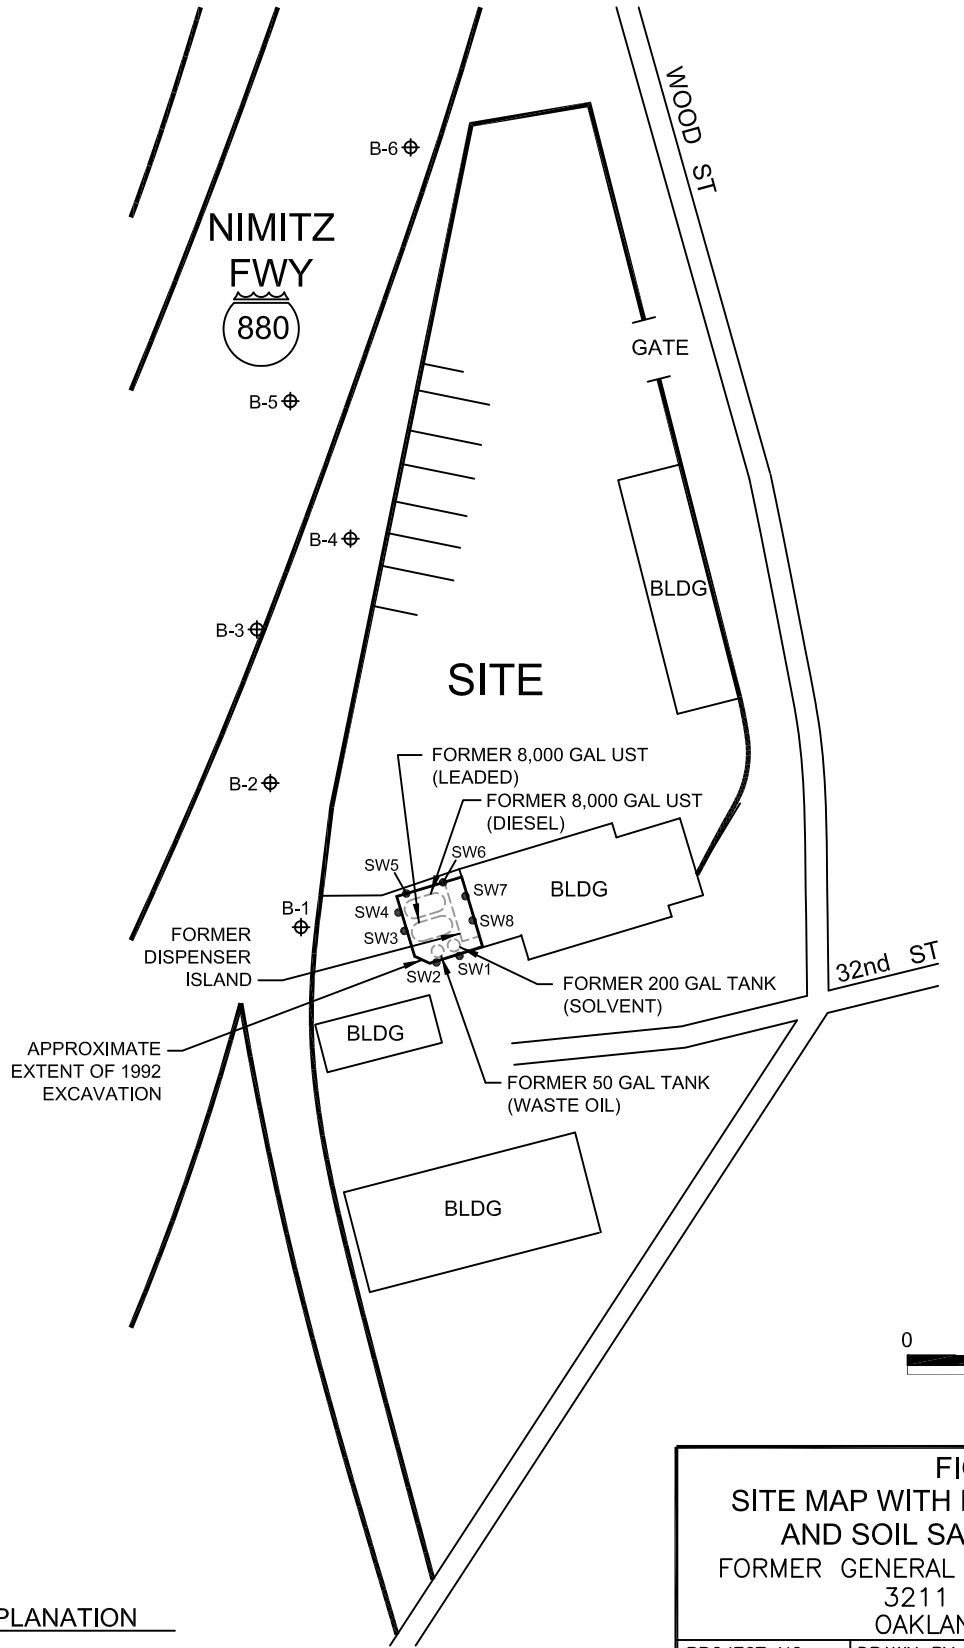 WOOD ST
B-6
NIMITZ
FWY
880
GATE
B-5
B-4
BLDG
B-3
SITE
FORMER 8,000 GAL UST
(LEADED)
B-2
FORMER 8,000 GAL UST
(DIESEL)
SW6
SW5
SW7
BLDG
SW4
B-1
SW8
SW3
FORMER
DISPENSER
ISLAND
SW1
SW2
32nd ST
FORMER 200 GAL TANK
(SOLVENT)
BLDG
APPROXIMATE
EXTENT OF 1992
EXCAVATION
FORMER 50 GAL TANK
(WASTE OIL)
BLDG
0
SITE MAP WITH
AND SOIL
FORMER GENERAL
3211
PLANATION